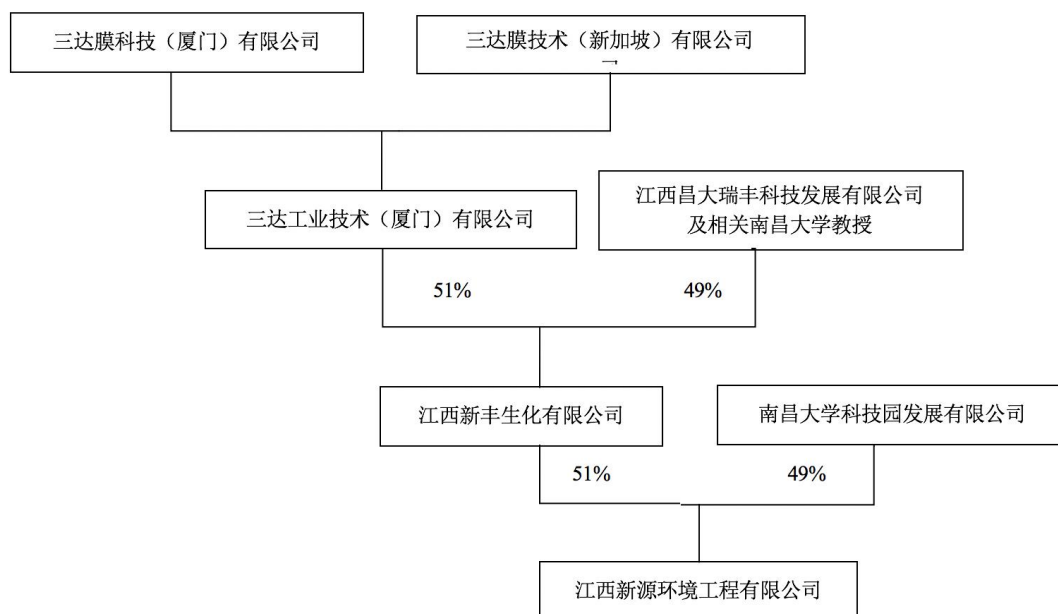 三达膜科技（厦门）有限公司
三达膜技术（新加坡）有限公司
三达工业技术（厦门）有限公司
江西昌大瑞丰科技发展有限公司
及相关南昌大学教授
51%
49%
江西新丰生化有限公司
南昌大学科技园发展有限公司
51%
49%
江西新源环境工程有限公司